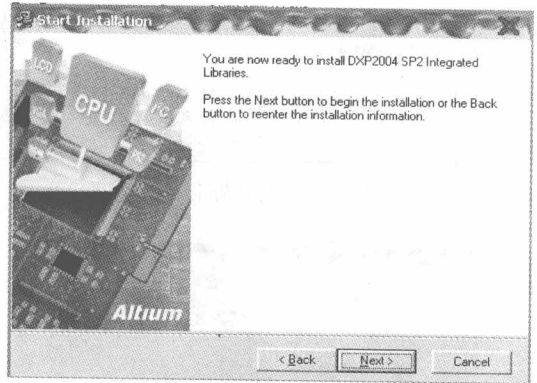 Start Installation
You are now ready to install DXP2004 SP2 Integrated
Libraries.
Press the Next button to begin the installation or the Back
button to reenter the installation information.
LCD
CPU
I²C
Altium
< Back
Next >
Cancel